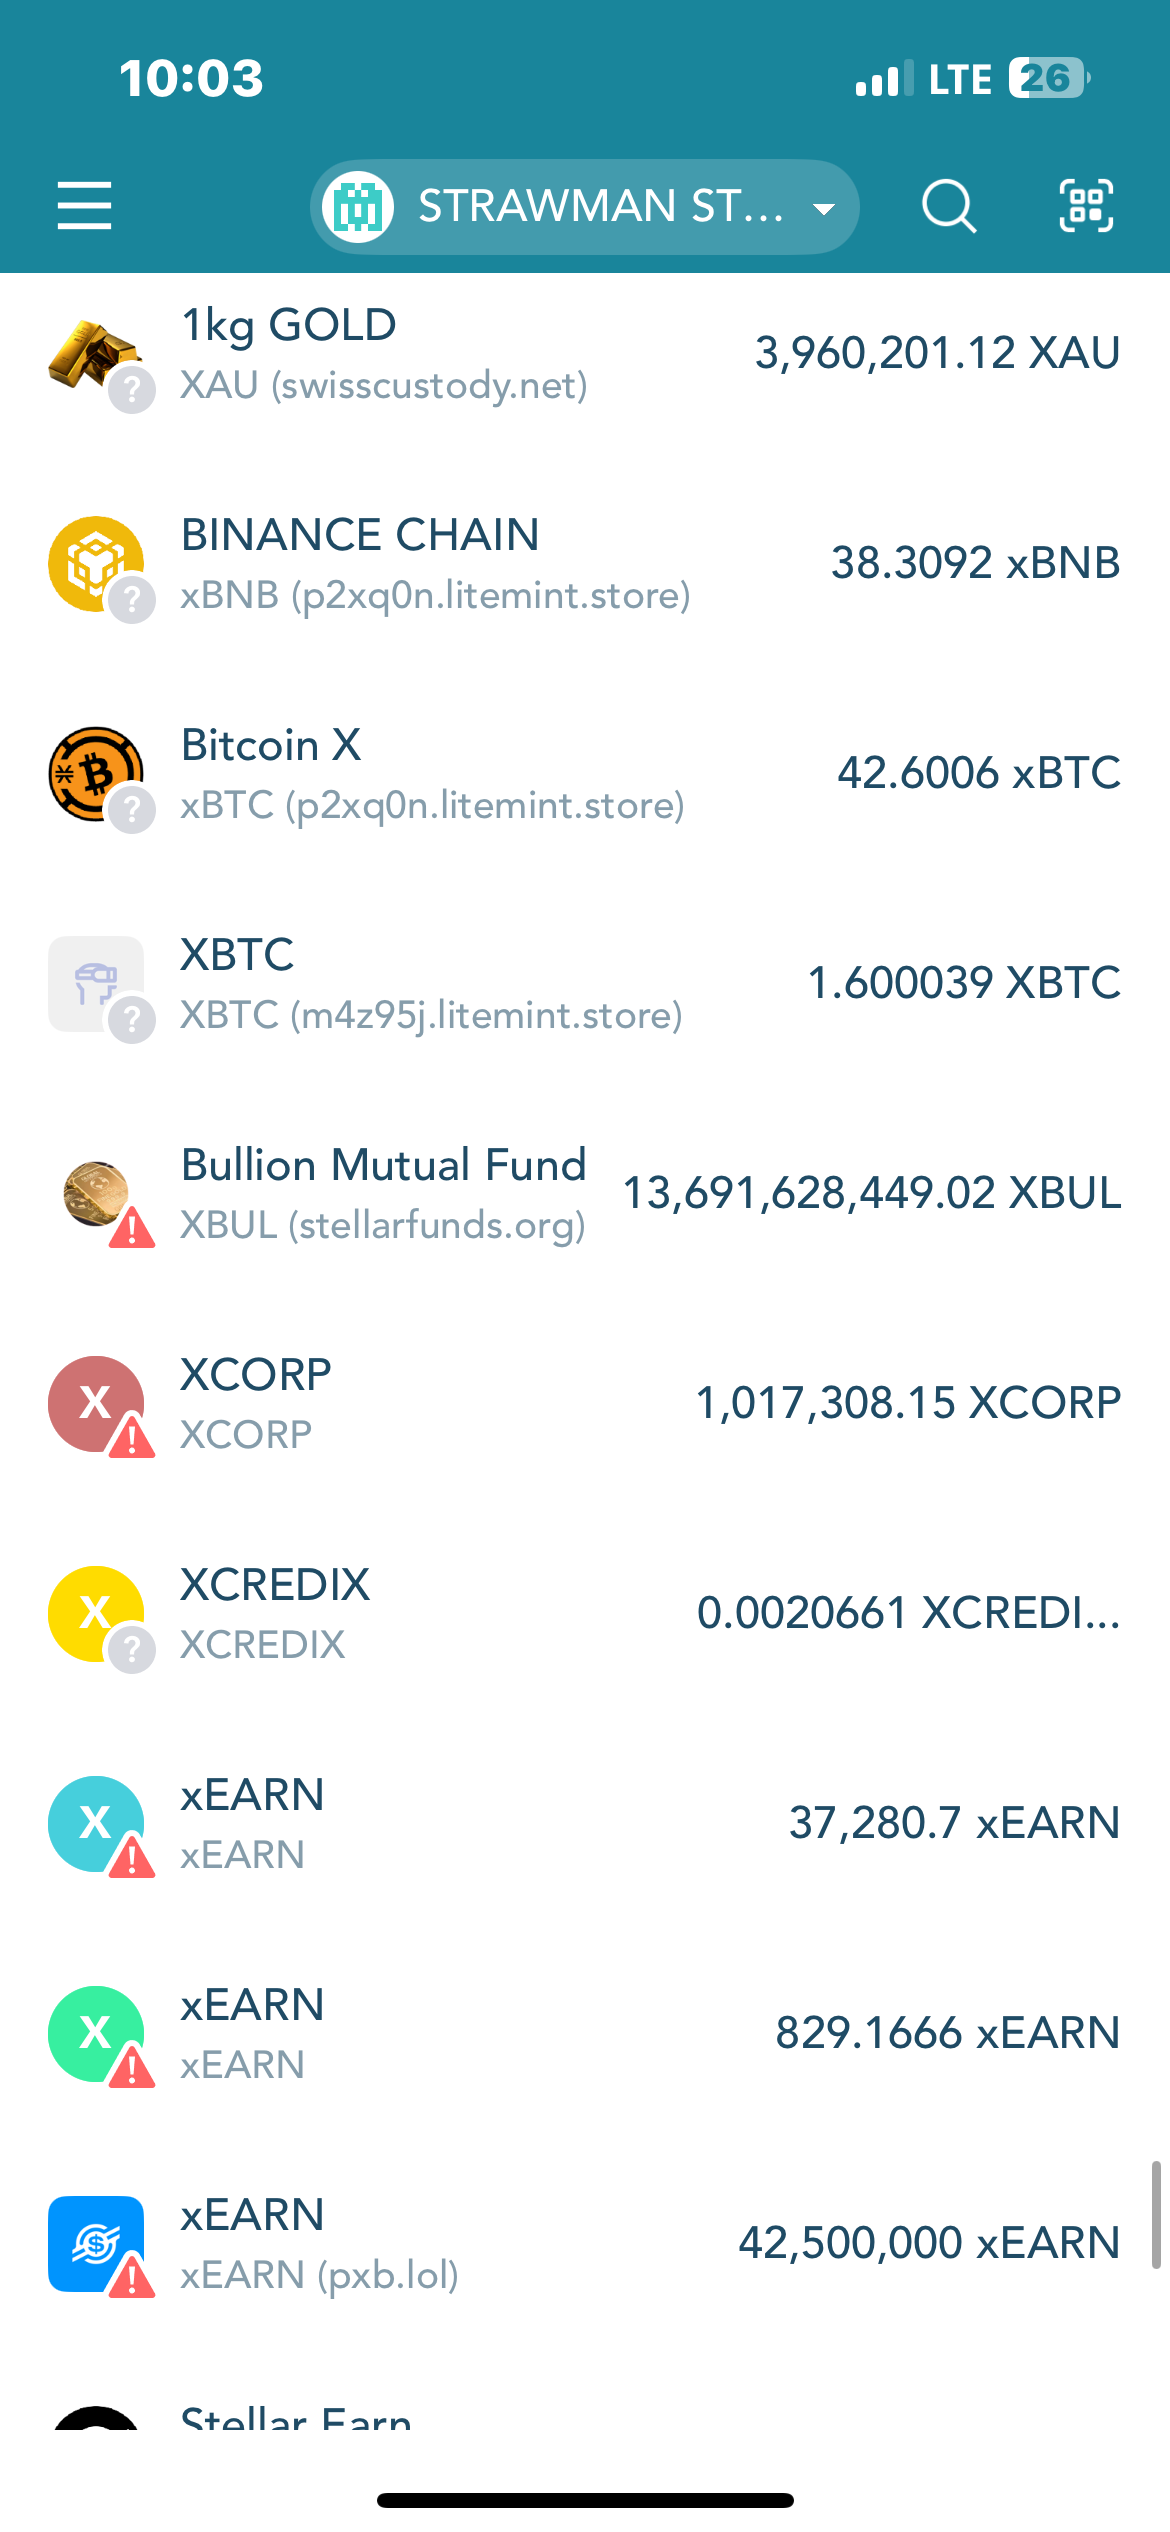 10:03
LTE 26
STRAWMAN ST...
1kg GOLD
3,960,201.12 XAU
XAU (swisscustody.net)
BINANCE CHAIN
38.3092 xBNB
xBNB (p2xq0n.litemint.store)
Bitcoin X
42.6006 xBTC
xBTC (p2xq0n.litemint.store)
XBTC
1.600039 XBTC
XBTC (m4z95j.litemint.store)
Bullion Mutual Fund
13,691,628,449.02 XBUL
XBUL (stellarfunds.org)
X
XCORP
1,017,308.15 XCORP
XCORP
X
XCREDIX
0.0020661 XCREDI...
XCREDIX
X
xEARN
37,280.7 xEARN
xEARN
X
xEARN
829.1666 xEARN
xEARN
xEARN
42,500,000 xEARN
xEARN (pxb.lol)
Stellar Earn